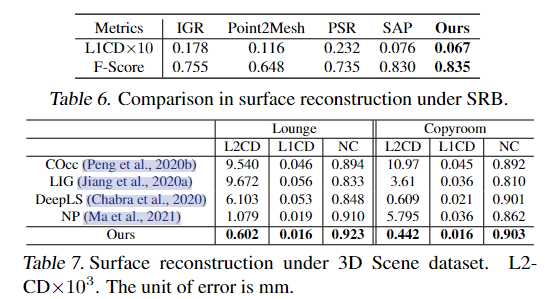 Metrics IGR Point2Mesh PSR SAP Ours
L1CD×10 0.178 0.116 0.232 0.076 0.067
F-Score 0.755 0.648 0.735 0.830 0.835
Table 6. Comparison in surface reconstruction under SRB.
Lounge Copyroom
L2CD L1CD NC L2CD L1CD NC
COcc (Peng et al., 2020b) 9.540 0.046 0.894 10.97 0.045 0.892
LIG (Jiang et al., 2020a) 9.672 0.056 0.833 3.61 0.036 0.810
DeepLS (Chabra et al., 2020) 6.103 0.053 0.848 0.609 0.021 0.901
NP (Ma et al., 2021) 1.079 0.019 0.910 5.795 0.036 0.862
Ours 0.602 0.016 0.923 0.442 0.016 0.903
Table 7. Surface reconstruction under 3D Scene dataset. L2-
CD×10³. The unit of error is mm.